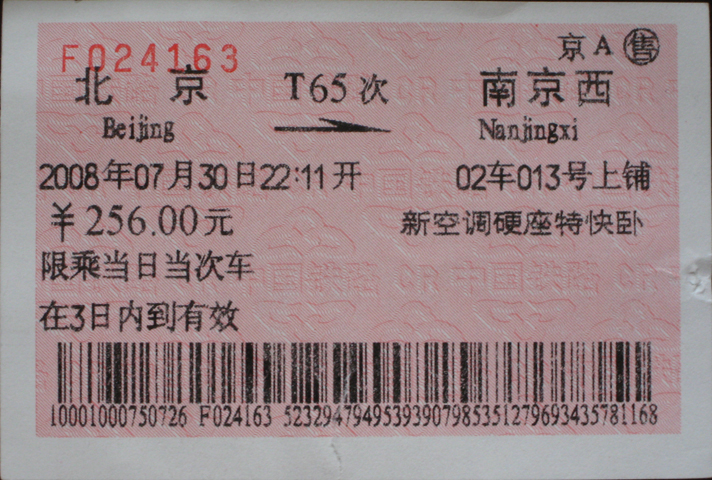 京A 售
F024163
北京 T65次 南京西
Beijing Nanjingxi
2008年07月30日22:11开 02车013号上铺
￥256.00元 新空调硬座特快卧
限乘当日当次车
在3日内到有效
10001000750726 F024163 5232947949539390798535127969343578​1168